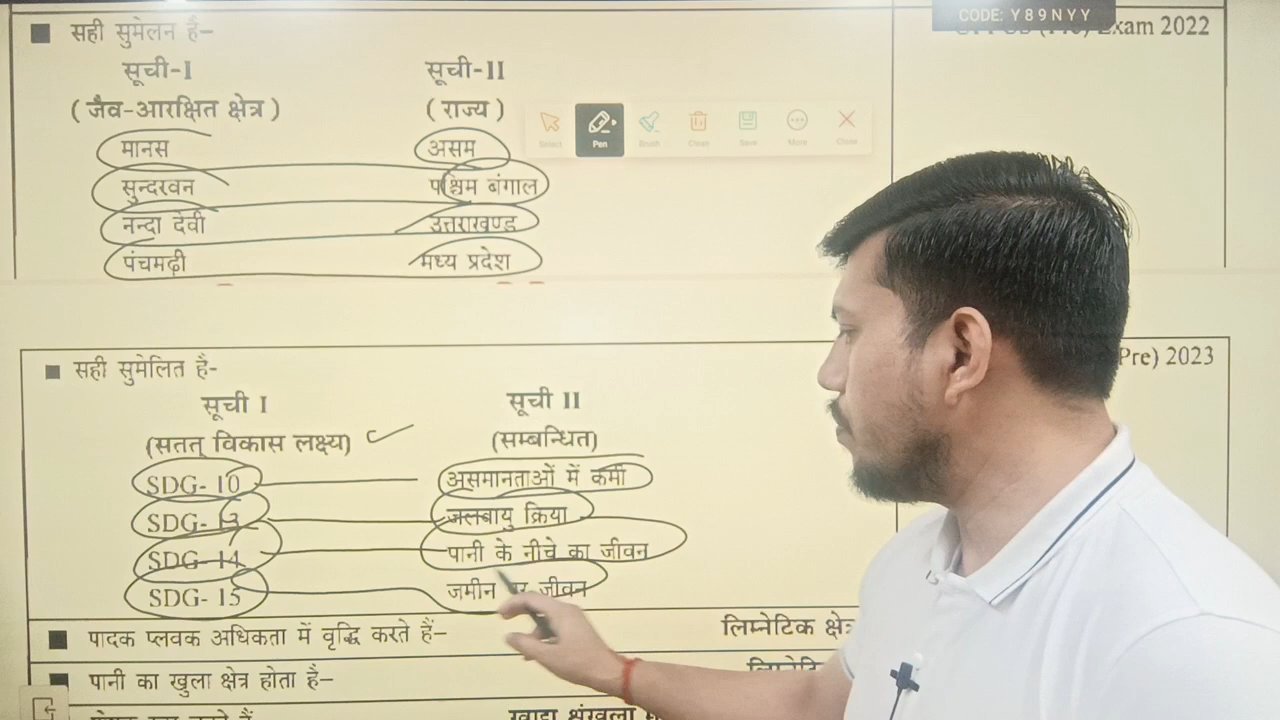 CODE: Y89NYY
■ सही सुमेलन है–
Exam 2022
सूची-I सूची-II
( जैव-आरक्षित क्षेत्र ) ( राज्य )
Select Pen Brush Clean Save More Close
मानस असम
सुन्दरवन पश्चिम बंगाल
नन्दा देवी उत्तराखण्ड
पंचमढ़ी मध्य प्रदेश
■ सही सुमेलित है-
Pre) 2023
सूची I सूची II
(सतत् विकास लक्ष्य) (सम्बन्धित)
SDG- 10 असमानताओं में कमी
SDG- 13 जलबायु क्रिया
SDG- 14 पानी के नीचे का जीवन
SDG- 15 जमीन पर जीवन
■ पादक प्लवक अधिकता में वृद्धि करते हैं– लिम्नेटिक क्षेत्र
■ पानी का खुला क्षेत्र होता है–